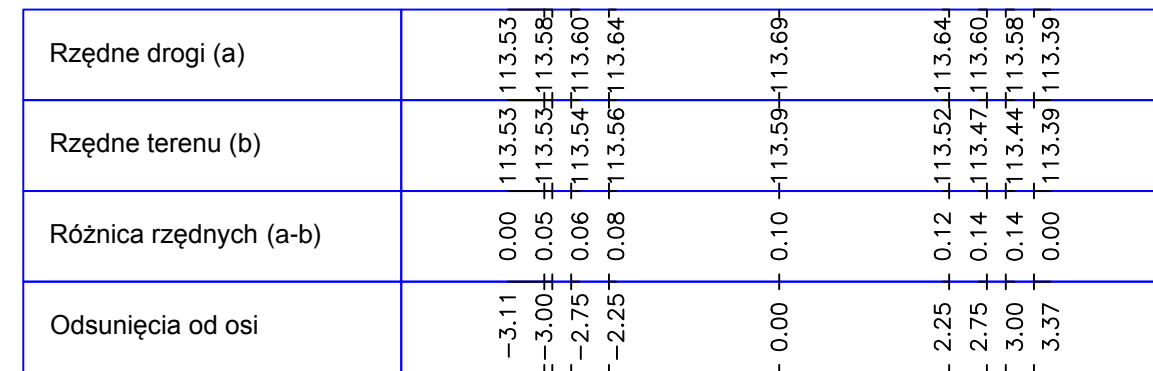 Rzędne drogi (a) 113.53 113.58 113.60 113.64 113.69 113.64 113.60 113.58 113.39
Rzędne terenu (b) 113.53 113.53 113.54 113.56 113.59 113.52 113.47 113.44 113.39
Różnica rzędnych (a-b) 0.00 0.05 0.06 0.08 0.10 0.12 0.14 0.14 0.00
Odsunięcia od osi −3.11 −3.00 −2.75 −2.25 0.00 2.25 2.75 3.00 3.37